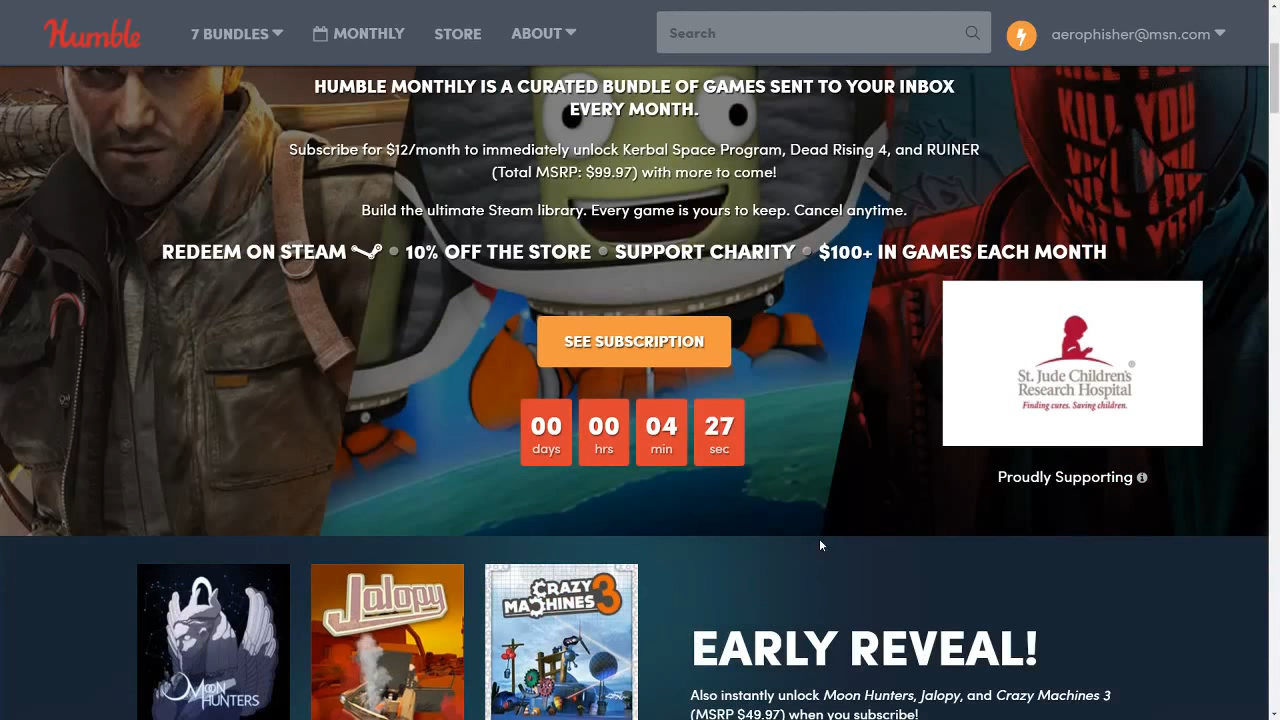 Humble
7 BUNDLES
MONTHLY
STORE
ABOUT
Search
aerophisher@msn.com
HUMBLE MONTHLY IS A CURATED BUNDLE OF GAMES SENT TO YOUR INBOX
EVERY MONTH.
Subscribe for $12/month to immediately unlock Kerbal Space Program, Dead Rising 4, and RUINER
(Total MSRP: $99.97) with more to come!
Build the ultimate Steam library. Every game is yours to keep. Cancel anytime.
REDEEM ON STEAM • 10% OFF THE STORE • SUPPORT CHARITY • $100+ IN GAMES EACH MONTH
KILL YOU
KILL YOU
SEE SUBSCRIPTION
00 00 04 27
days hrs min sec
St. Jude Children's
Research Hospital
®
Finding cures. Saving children.
Proudly Supporting
MOON
HUNTERS
Jalopy
CRAZY
MACHINES 3
EARLY REVEAL!
Also instantly unlock Moon Hunters, Jalopy, and Crazy Machines 3
(MSRP $49.97) when you subscribe!